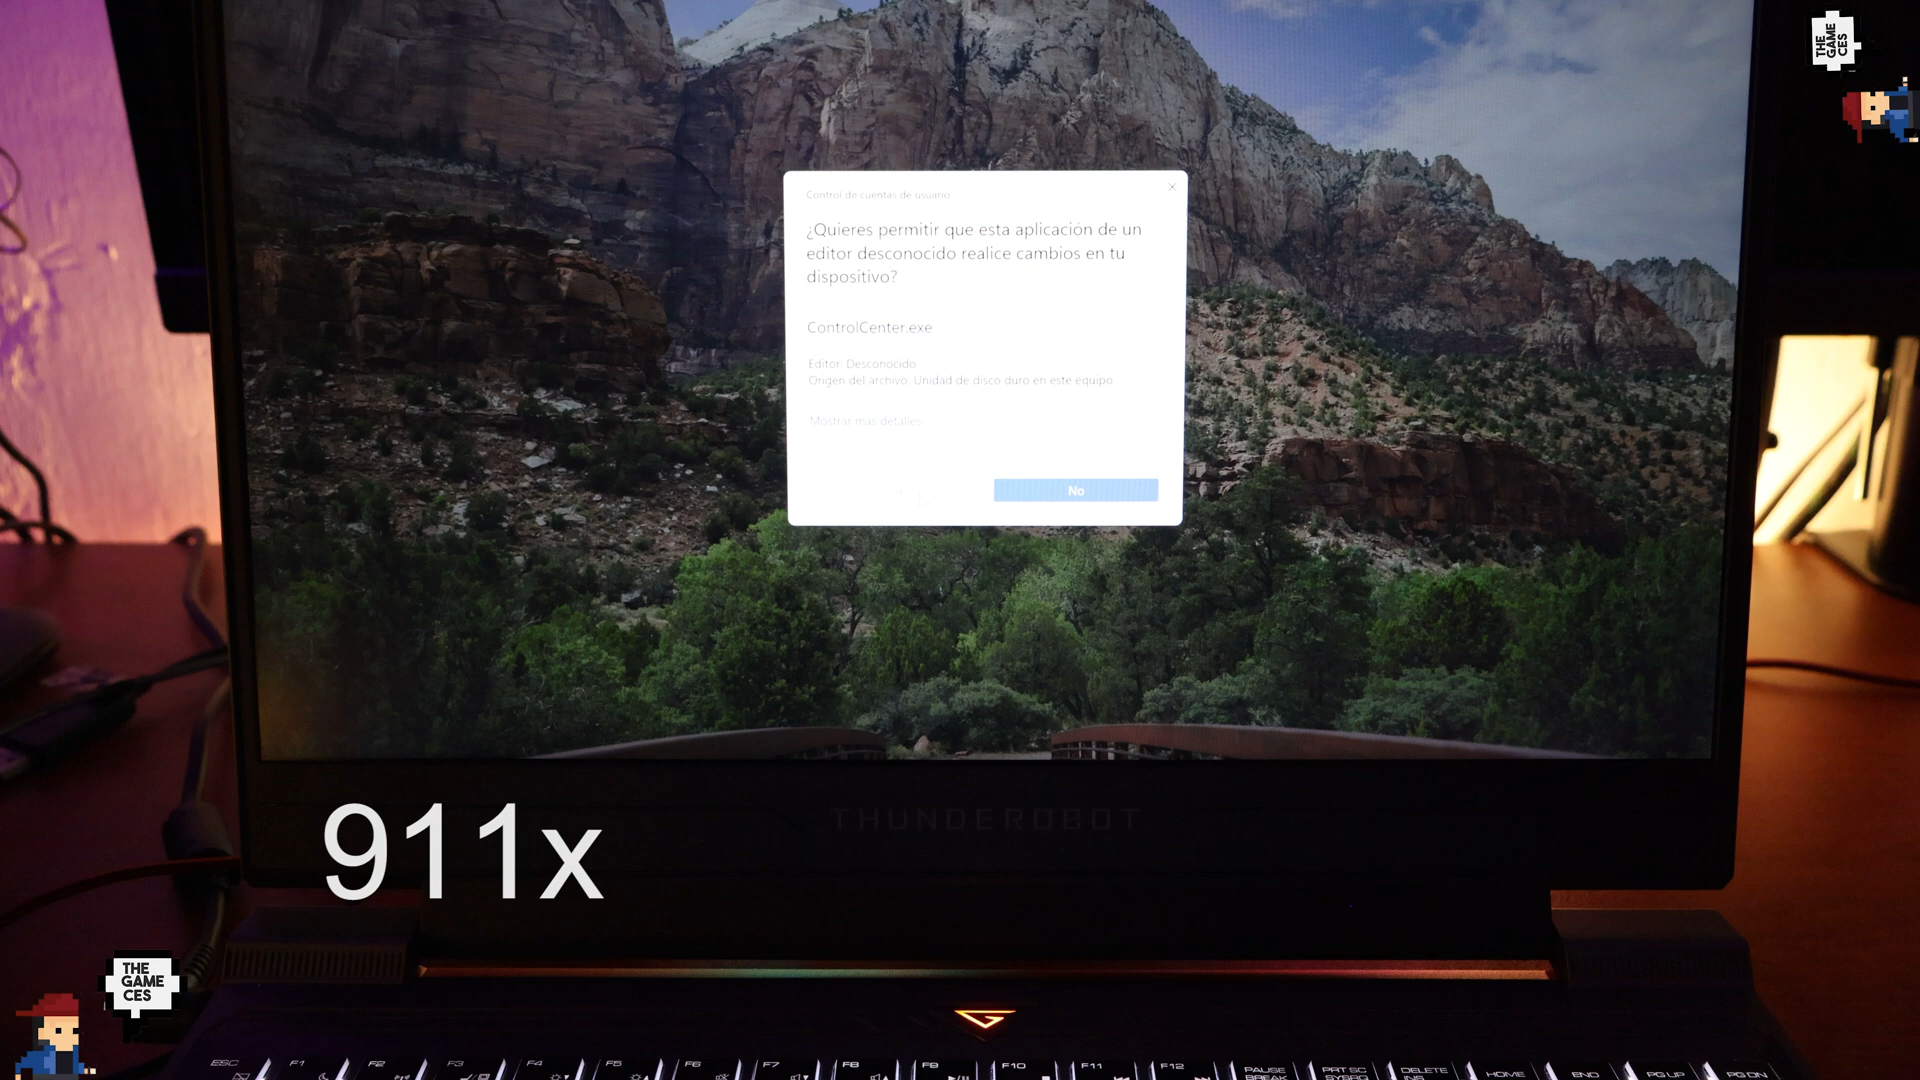 THE
GAME
CES
Control de cuentas de usuario
¿Quieres permitir que esta aplicación de un
editor desconocido realice cambios en tu
dispositivo?
ControlCenter.exe
Editor: Desconocido
Origen del archivo: Unidad de disco duro en este equipo
Mostrar más detalles
No
THUNDEROBOT
911x
THE
GAME
CES
ESC F1 F2 F3 F4 F5 F6 F7 F8 F9 F10 F11 F12 PAUSE BREAK PRT SC SYSRQ DELETE INS HOME END PG UP PG DN